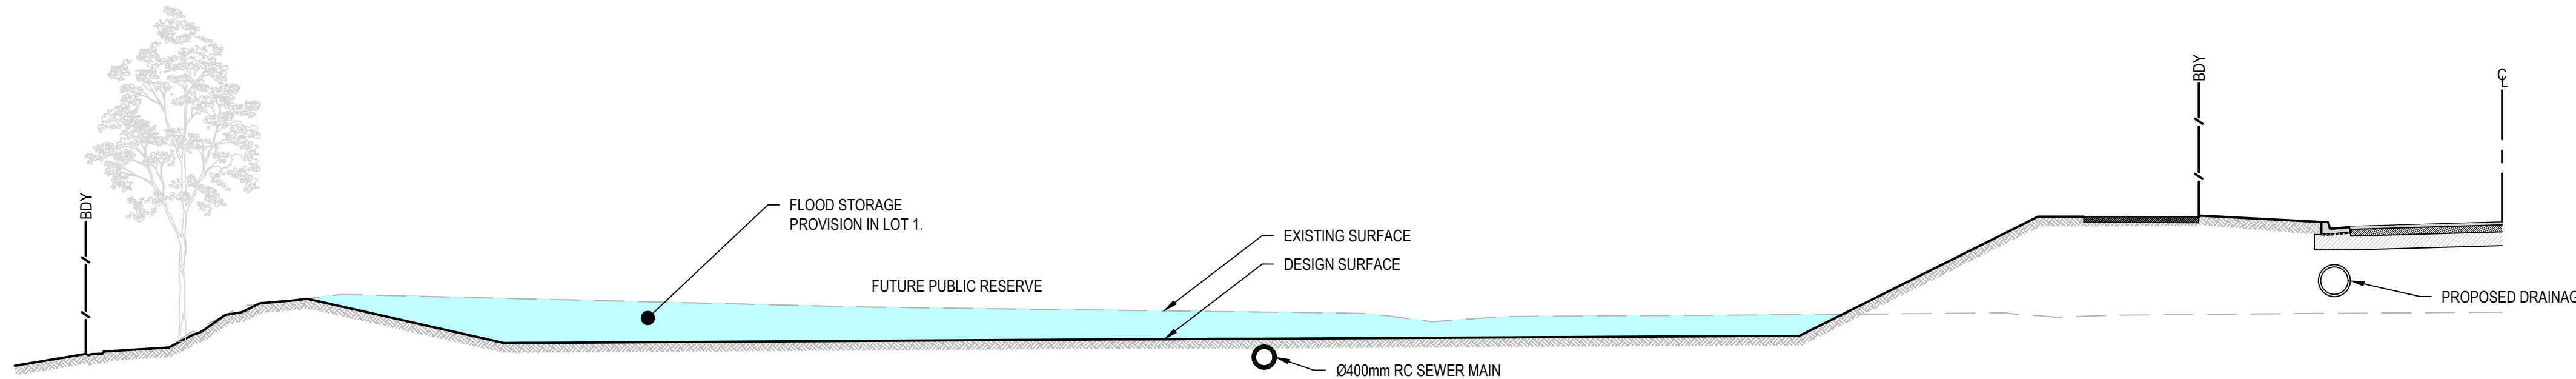 BDY
FLOOD STORAGE
PROVISION IN LOT 1.
FUTURE PUBLIC RESERVE
EXISTING SURFACE
DESIGN SURFACE
Ø400mm RC SEWER MAIN
BDY
℄
PROPOSED DRAINAG